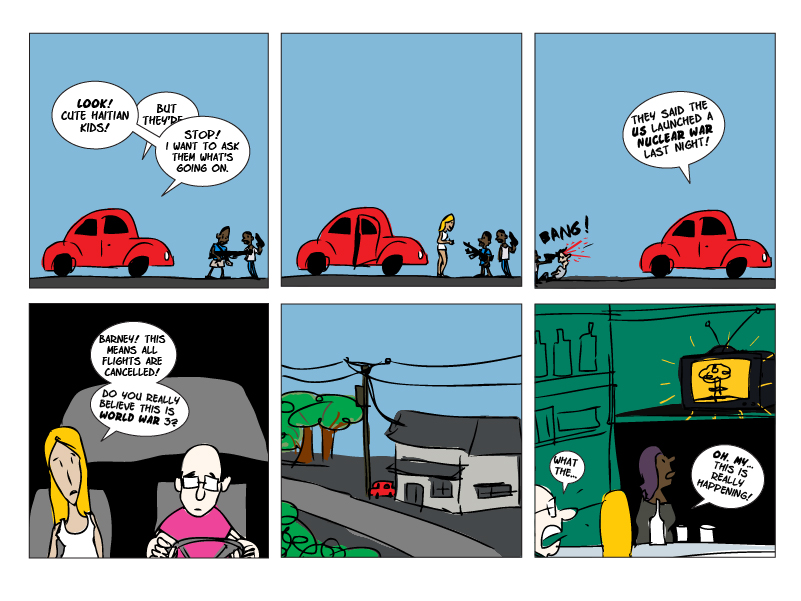 LOOK!
CUTE HAITIAN
KIDS!
BUT
THEY'RE
STOP!
I WANT TO ASK
THEM WHAT'S
GOING ON.
BANG!
THEY SAID THE
US LAUNCHED A
NUCLEAR WAR
LAST NIGHT!
BARNEY! THIS
MEANS ALL
FLIGHTS ARE
CANCELLED!
DO YOU REALLY
BELIEVE THIS IS
WORLD WAR 3?
WHAT
THE...
OH, MY...
THIS IS
REALLY
HAPPENING!